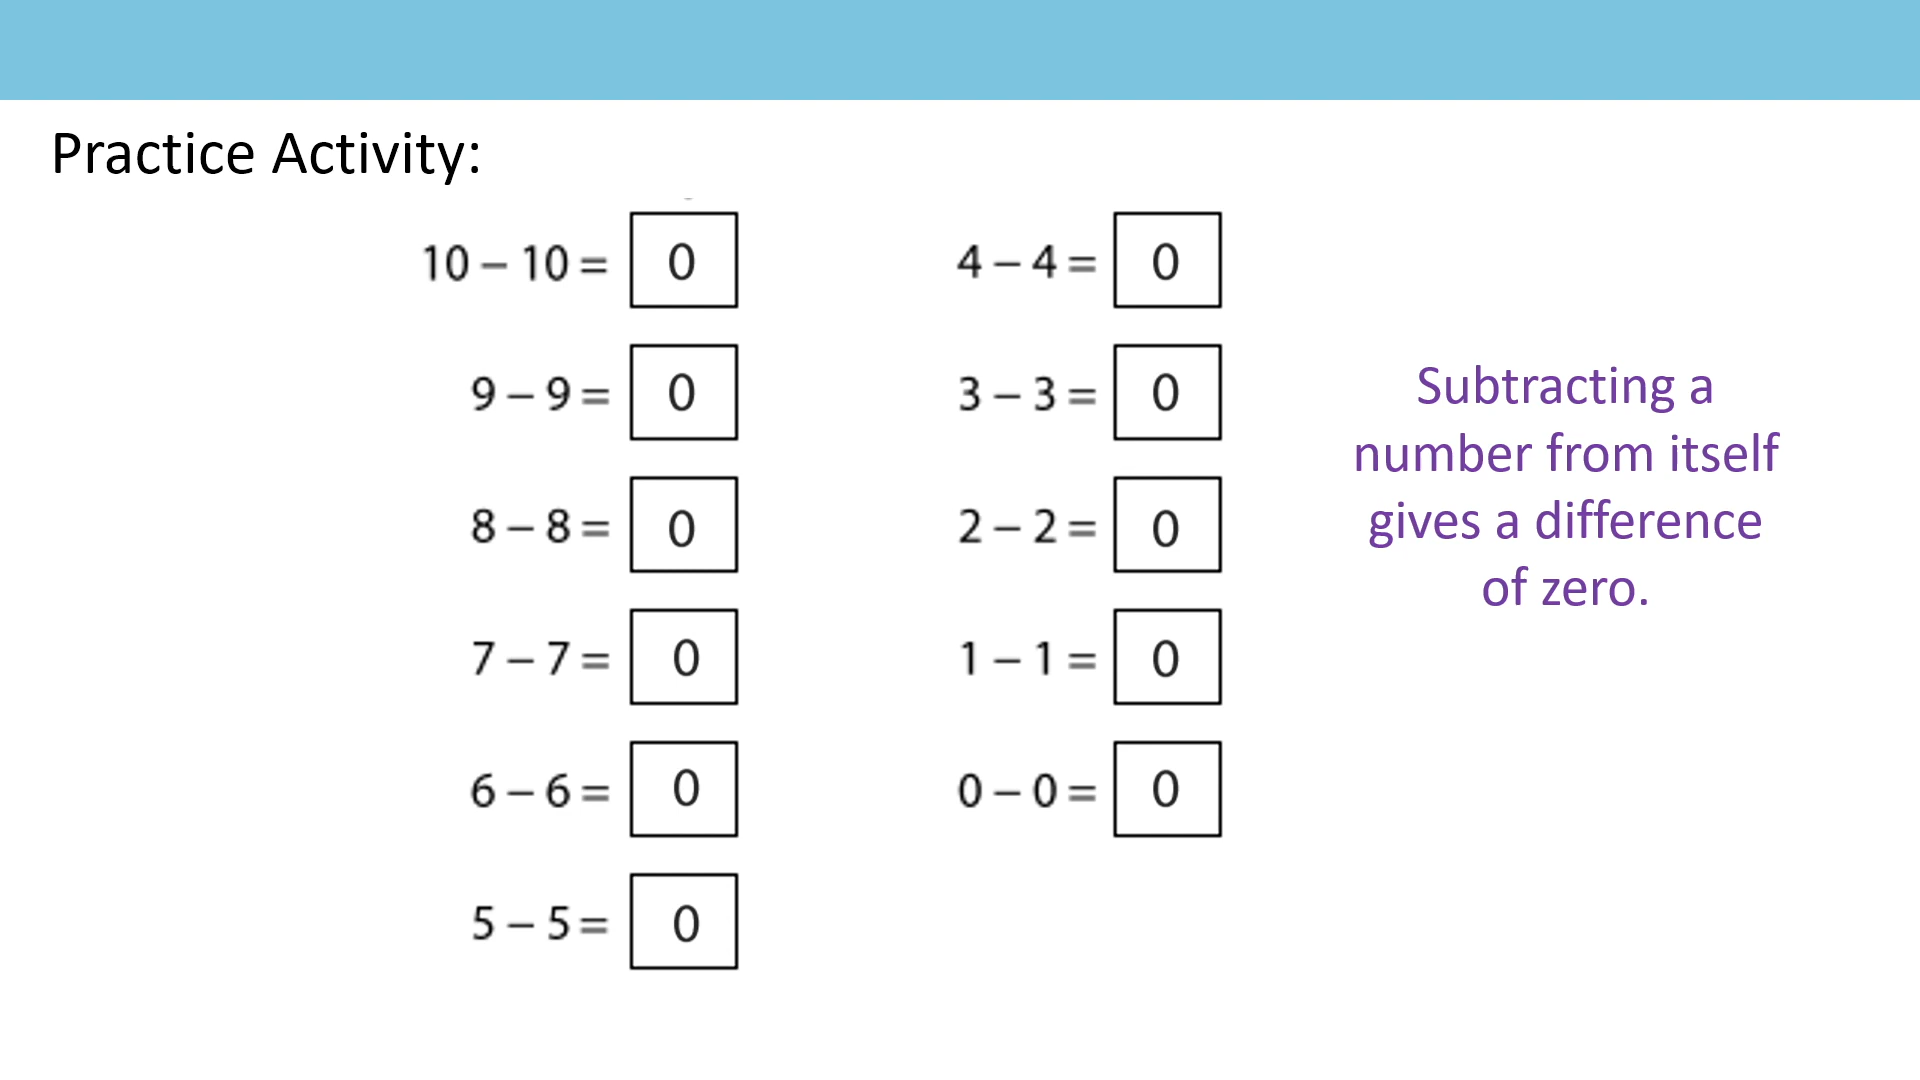 Practice Activity:
10 – 10 = 0
9 – 9 = 0
8 – 8 = 0
7 – 7 = 0
6 – 6 = 0
5 – 5 = 0
4 – 4 = 0
3 – 3 = 0
2 – 2 = 0
1 – 1 = 0
0 – 0 = 0
Subtracting a
number from itself
gives a difference
of zero.